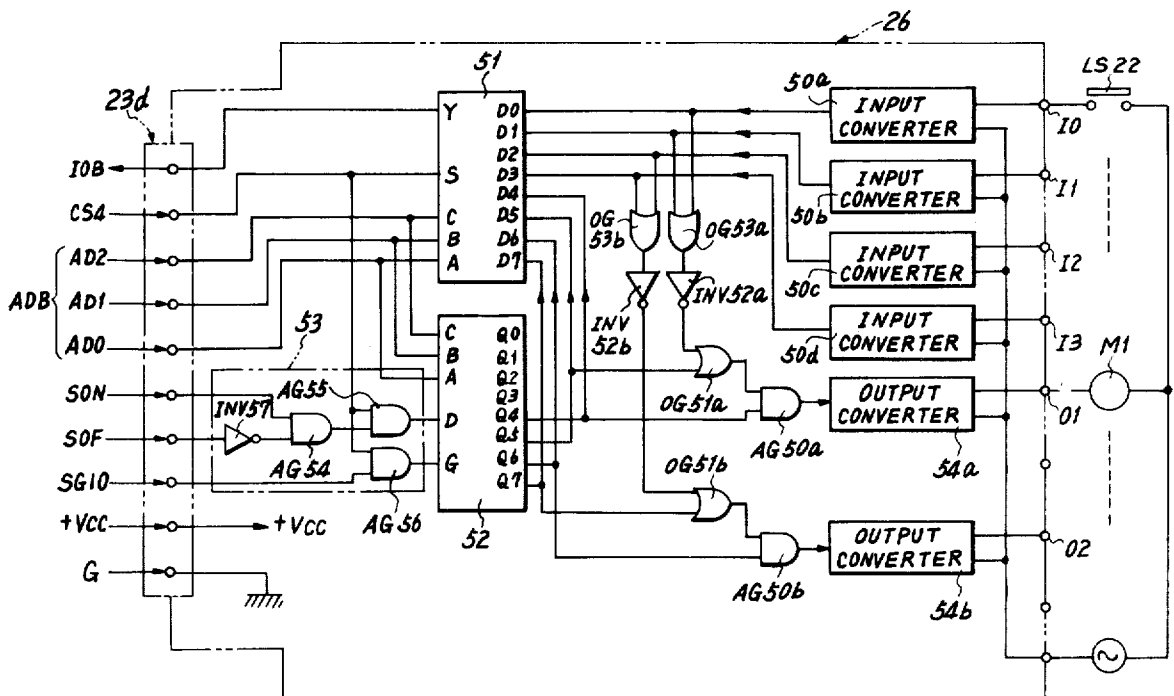 26
51
23d
50a
LS22
Y
D0
D1
D2
D3
D4
D5
D6
D7
S
C
B
A
INPUT
CONVERTER
I0
IOB
CS4
ADB
AD2
AD1
AD0
INPUT
CONVERTER
50b
I1
OG
53b
OG53a
INPUT
CONVERTER
50c
I2
INV
52b
INV52a
INPUT
CONVERTER
50d
I3
53
C
B
A
D
G
Q0
Q1
Q2
Q3
Q4
Q5
Q6
Q7
52
SON
SOF
SG10
+VCC
+VCC
G
INV57
AG55
AG54
AG56
OG51a
AG50a
OUTPUT
CONVERTER
54a
M1
O1
OG51b
AG50b
OUTPUT
CONVERTER
54b
O2